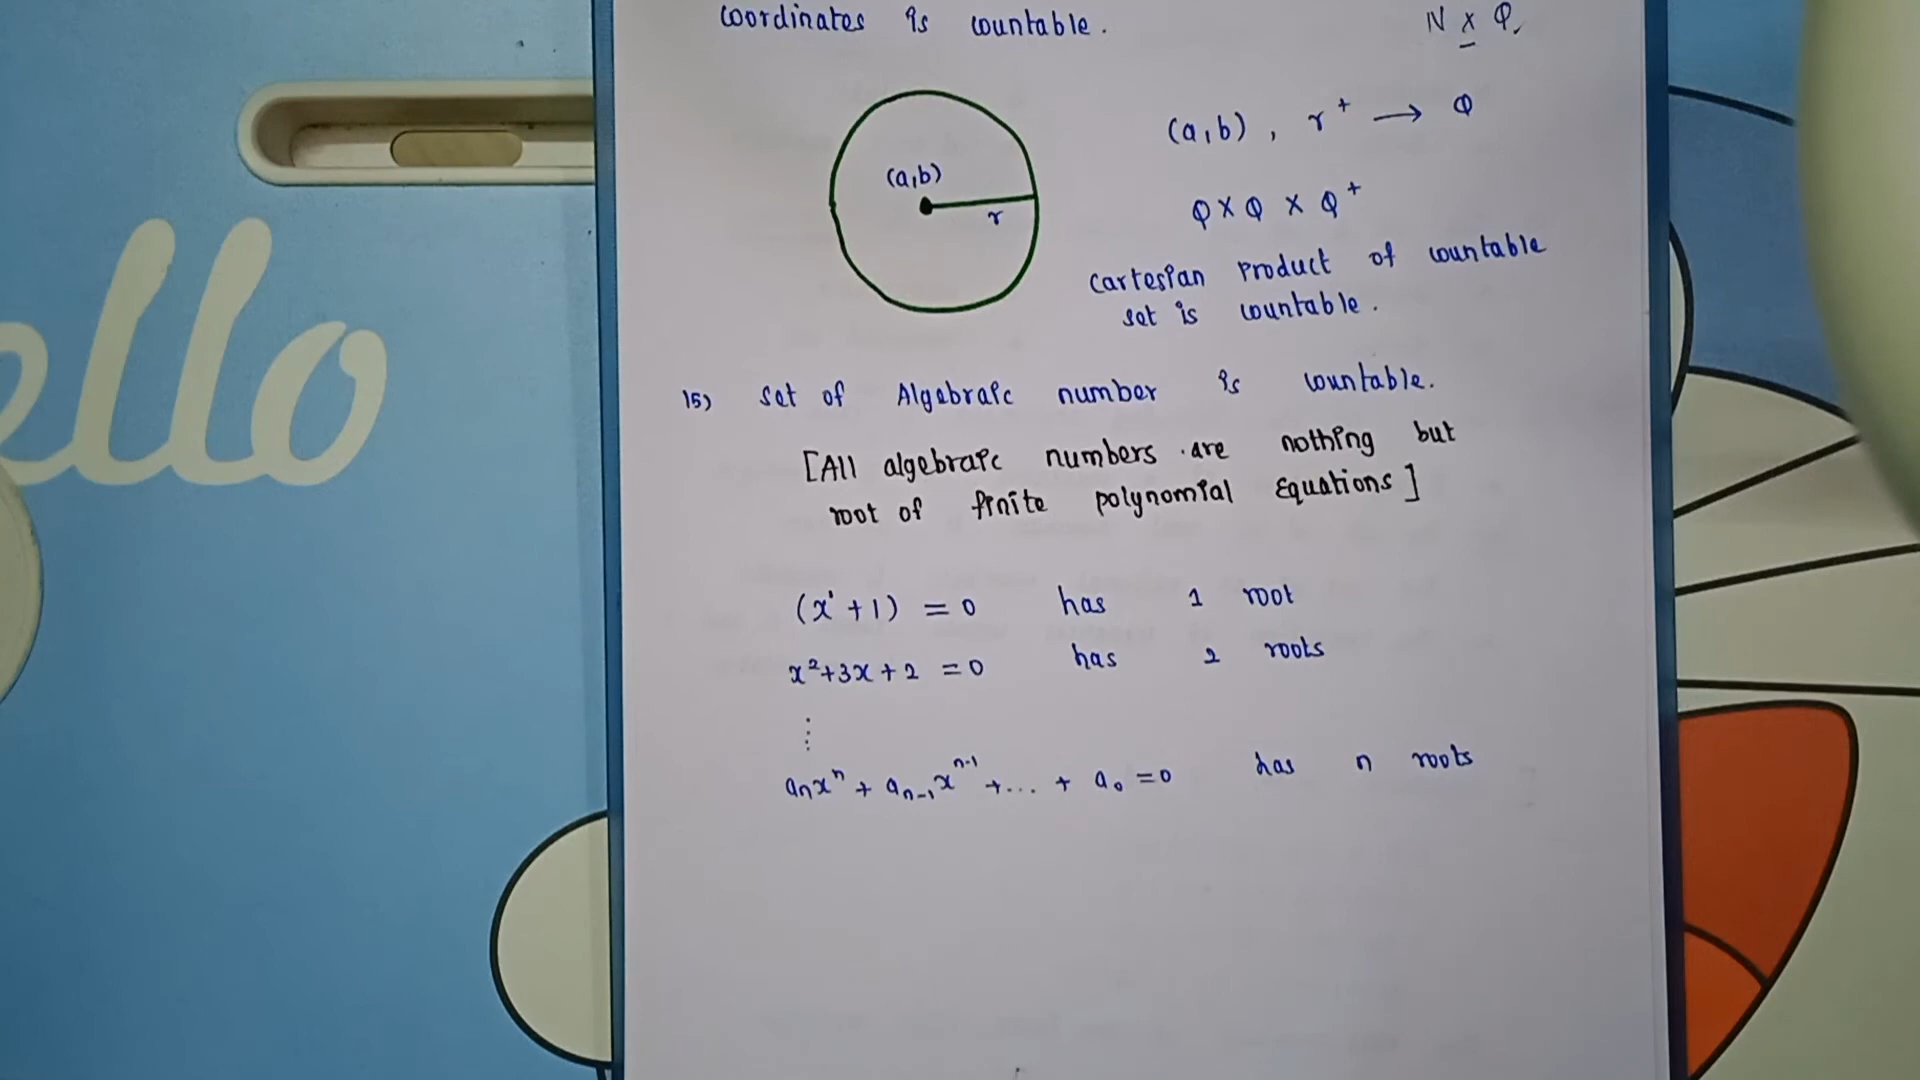 coordinates is countable.
N x Q
(a,b)
r
(a,b), r⁺ → Q
Q x Q x Q⁺
Cartesian product of countable
set is countable.
15) set of Algebraic number is countable.
[All algebraic numbers are nothing but
root of finite polynomial Equations]
(x¹+1) = 0 has 1 root
x²+3x+2 = 0 has 2 roots
⋮
aₙxⁿ + aₙ₋₁xⁿ⁻¹ + ... + a₀ = 0 has n roots
ello